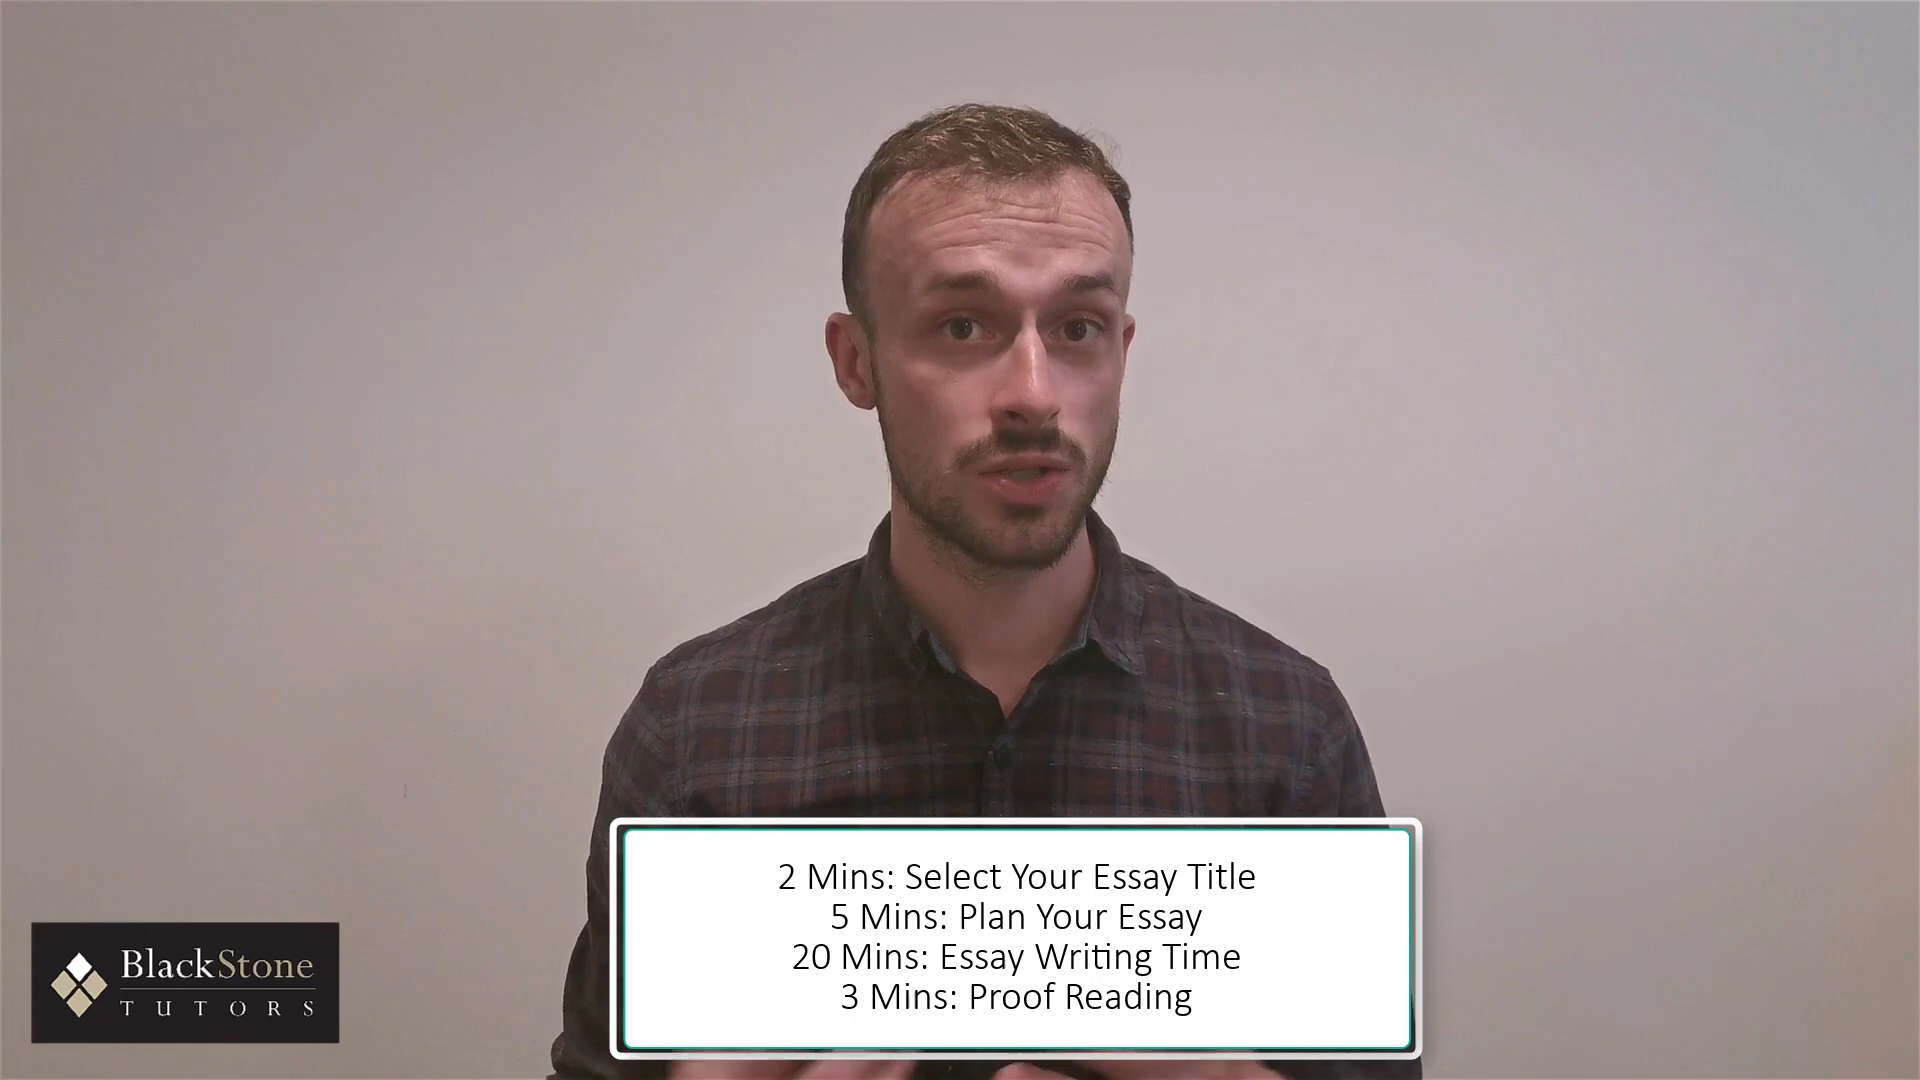 2 Mins: Select Your Essay Title
5 Mins: Plan Your Essay
20 Mins: Essay Writing Time
3 Mins: Proof Reading
BlackStone
TUTORS